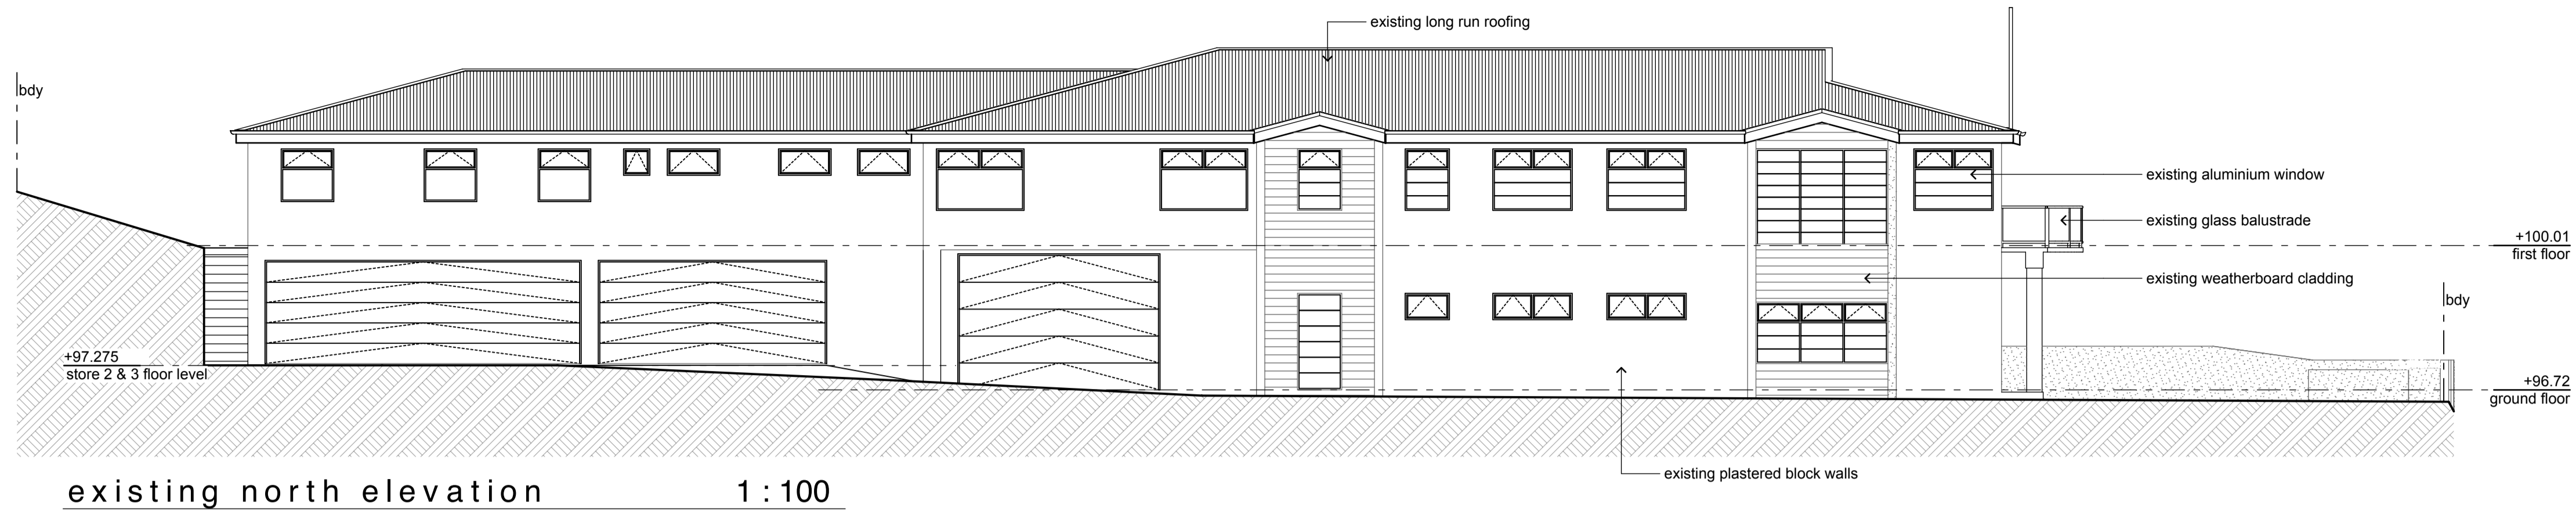 existing long run roofing
bdy
existing aluminium window
existing glass balustrade
+100.01
first floor
existing weatherboard cladding
bdy
+97.275
store 2 & 3 floor level
+96.72
ground floor
existing plastered block walls
existing north elevation 1 : 100